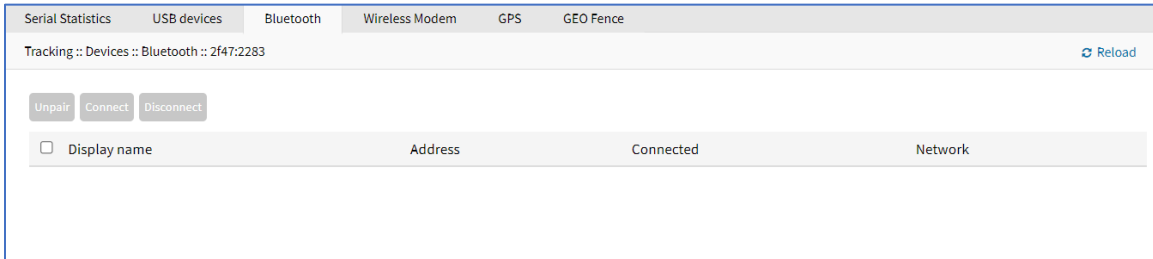 Serial Statistics USB devices Bluetooth Wireless Modem GPS GEO Fence
Tracking :: Devices :: Bluetooth :: 2f47:2283 Reload
Unpair Connect Disconnect
Display name Address Connected Network